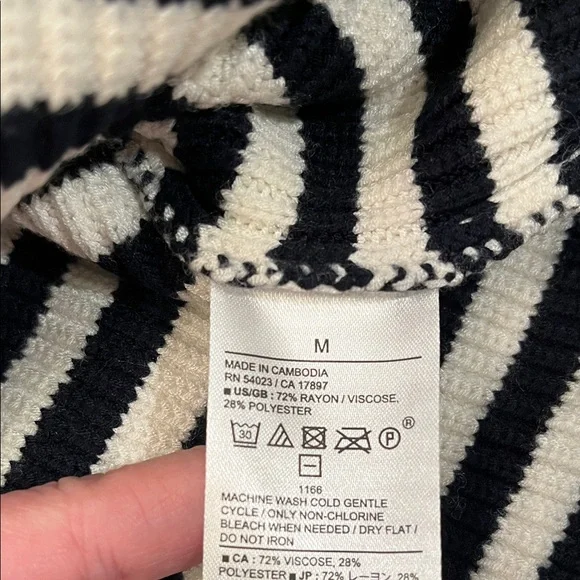 M
MADE IN CAMBODIA
RN 54023 / CA 17897
■ US/GB : 72% RAYON / VISCOSE,
28% POLYESTER
30 P ®
1166
MACHINE WASH COLD GENTLE
CYCLE / ONLY NON-CHLORINE
BLEACH WHEN NEEDED / DRY FLAT /
DO NOT IRON
■ CA : 72% VISCOSE, 28%
POLYESTER ■ JP : 72% レーヨン, 28%